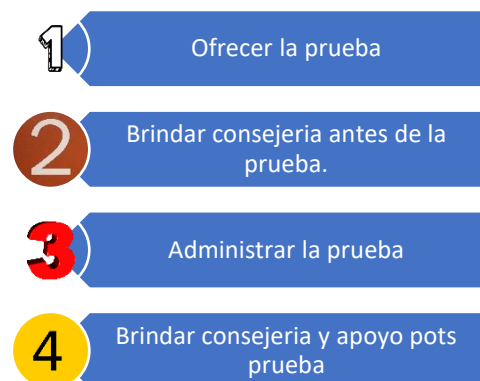 1
Ofrecer la prueba
2
Brindar consejeria antes de la
prueba.
3
Administrar la prueba
4
Brindar consejeria y apoyo pots
prueba